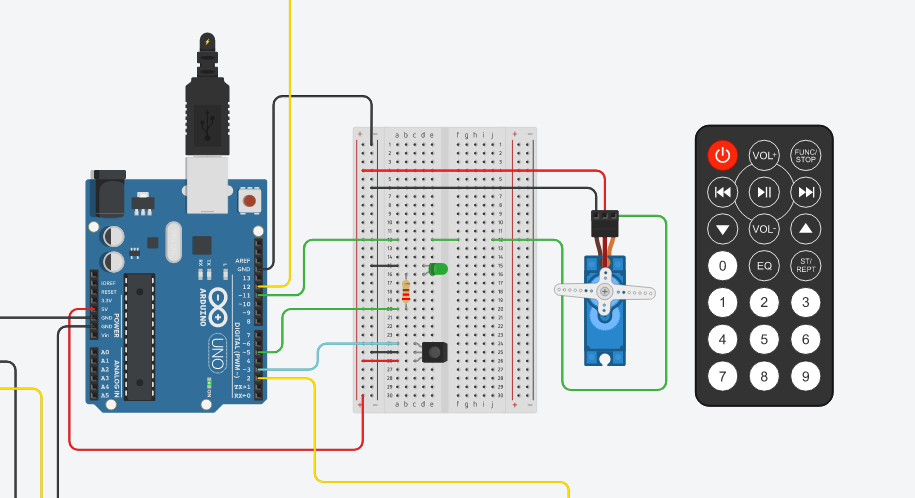 + - a b c d e f g h i j + -
AREF
GND
13
12
~11
~10
~9
8
7
~6
~5
4
~3
2
TX→1
RX←0
DIGITAL (PWM~)
IOREF
RESET
3.3V
5V
GND
GND
Vin
POWER
A0
A1
A2
A3
A4
A5
ANALOG IN
RX
TX
L
ARDUINO
UNO
ON
+ - a b c d e f g h i j + -
VOL+
FUNC/
STOP
VOL-
0
EQ
ST/
REPT
1 2 3
4 5 6
7 8 9